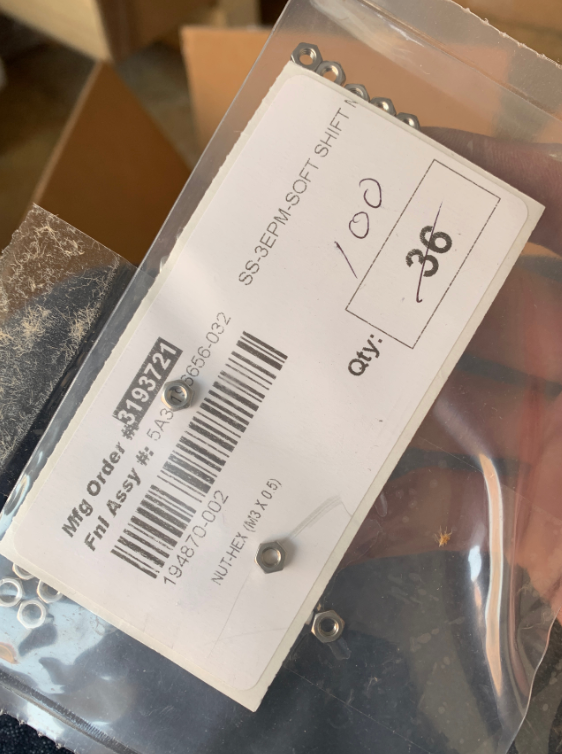 SS-3EPM-SOFT SHIFT
100
Qty: 36
Mfg Order #: 3193721
Fnl Assy #:
194870-002
NUT-HEX (M3 X 0.5)